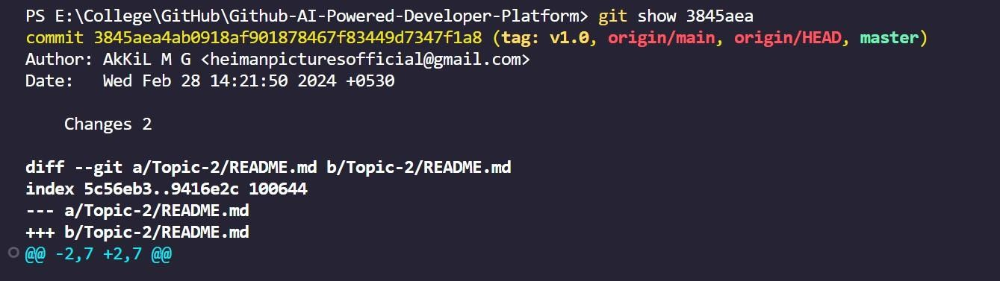 PS E:\College\GitHub\Github-AI-Powered-Developer-Platform> git show 3845aea
commit 3845aea4ab0918af901878467f83449d7347f1a8 (tag: v1.0, origin/main, origin/HEAD, master)
Author: AkKiL M G <heimanpicturesofficial@gmail.com>
Date:   Wed Feb 28 14:21:50 2024 +0530
    Changes 2
diff --git a/Topic-2/README.md b/Topic-2/README.md
index 5c56eb3..9416e2c 100644
--- a/Topic-2/README.md
+++ b/Topic-2/README.md
@@ -2,7 +2,7 @@